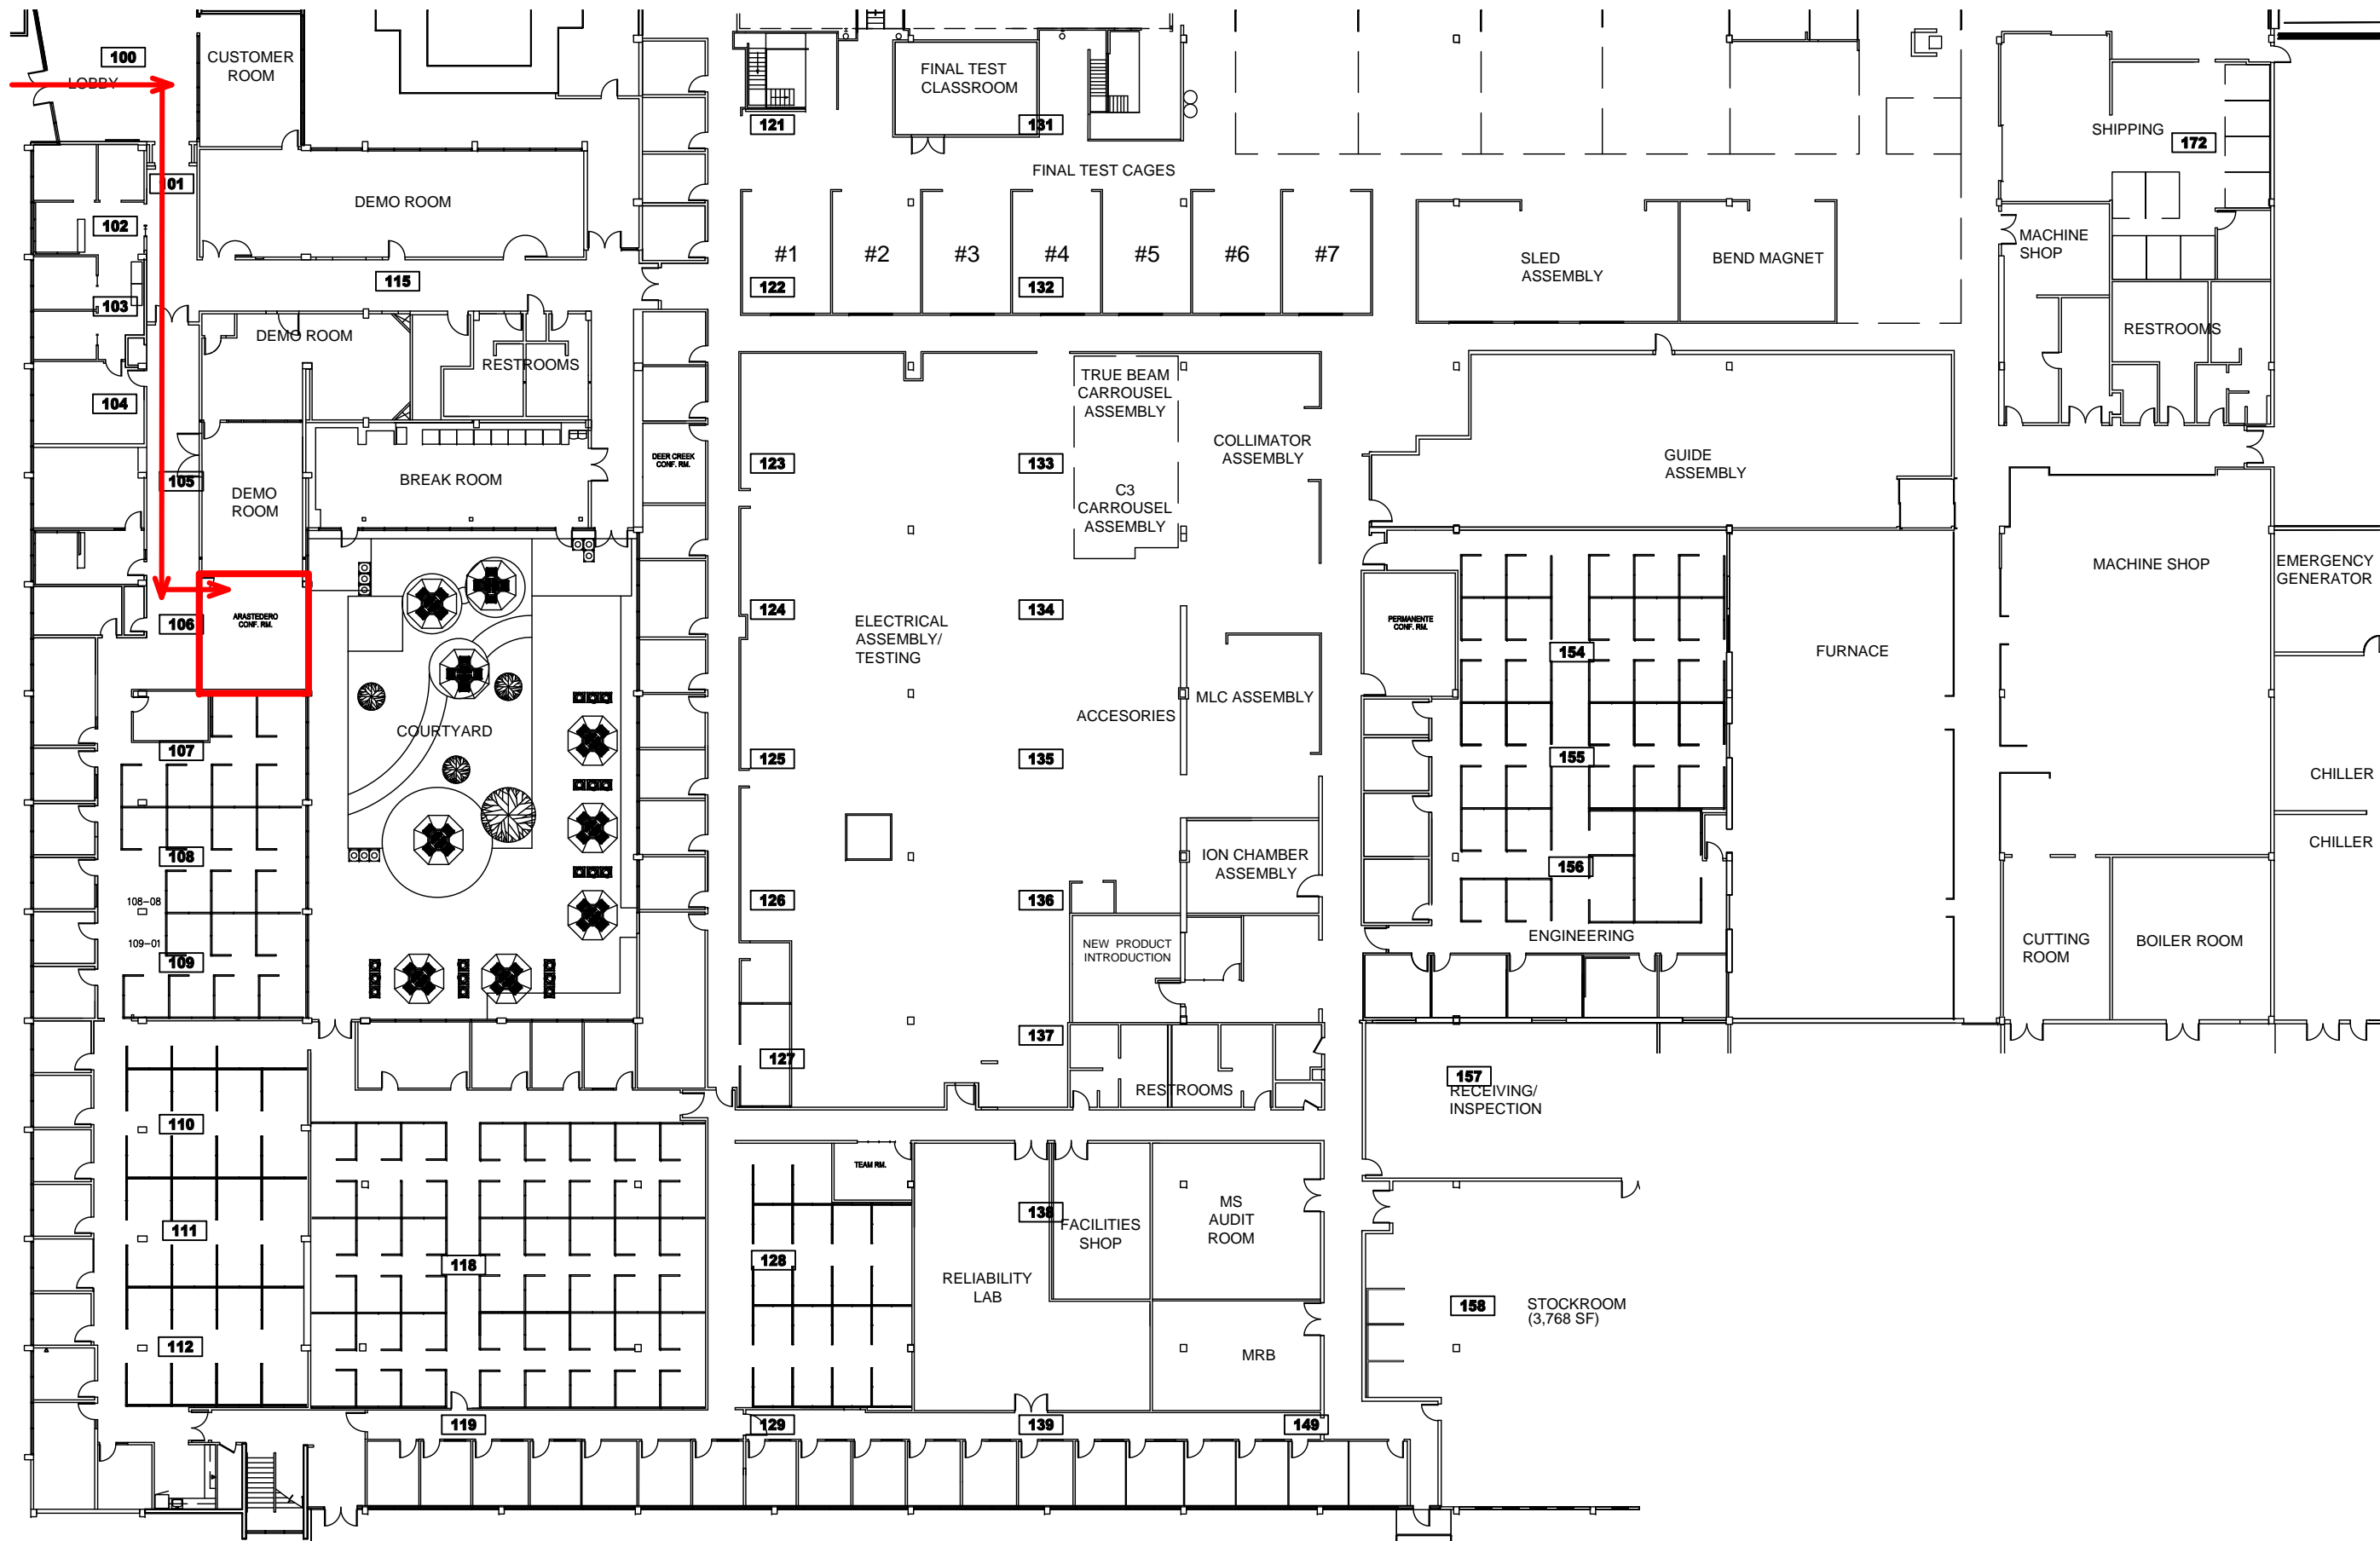 100
LOBBY
CUSTOMER
ROOM
101
102
103
104
105
106
107
108
108-08
109-01
109
110
111
112
DEMO ROOM
115
DEMO ROOM
RESTROOMS
BREAK ROOM
DEMO
ROOM
DEER CREEK
CONF. RM.
ARASTEDERO
CONF. RM.
COURTYARD
118
119
FINAL TEST
CLASSROOM
121
131
FINAL TEST CAGES
#1
#2
#3
#4
#5
#6
#7
122
132
SLED
ASSEMBLY
BEND MAGNET
TRUE BEAM
CARROUSEL
ASSEMBLY
COLLIMATOR
ASSEMBLY
C3
CARROUSEL
ASSEMBLY
123
133
124
134
ELECTRICAL
ASSEMBLY/
TESTING
MLC ASSEMBLY
ACCESORIES
125
135
ION CHAMBER
ASSEMBLY
126
136
NEW PRODUCT
INTRODUCTION
137
127
RESTROOMS
TEAM RM.
128
138
FACILITIES
SHOP
MS
AUDIT
ROOM
RELIABILITY
LAB
MRB
129
139
149
GUIDE
ASSEMBLY
PERMANENTE
CONF. RM.
154
155
156
ENGINEERING
FURNACE
157
RECEIVING/
INSPECTION
158
STOCKROOM
(3,768 SF)
SHIPPING
172
MACHINE
SHOP
RESTROOMS
MACHINE SHOP
EMERGENCY
GENERATOR
CHILLER
CHILLER
CUTTING
ROOM
BOILER ROOM